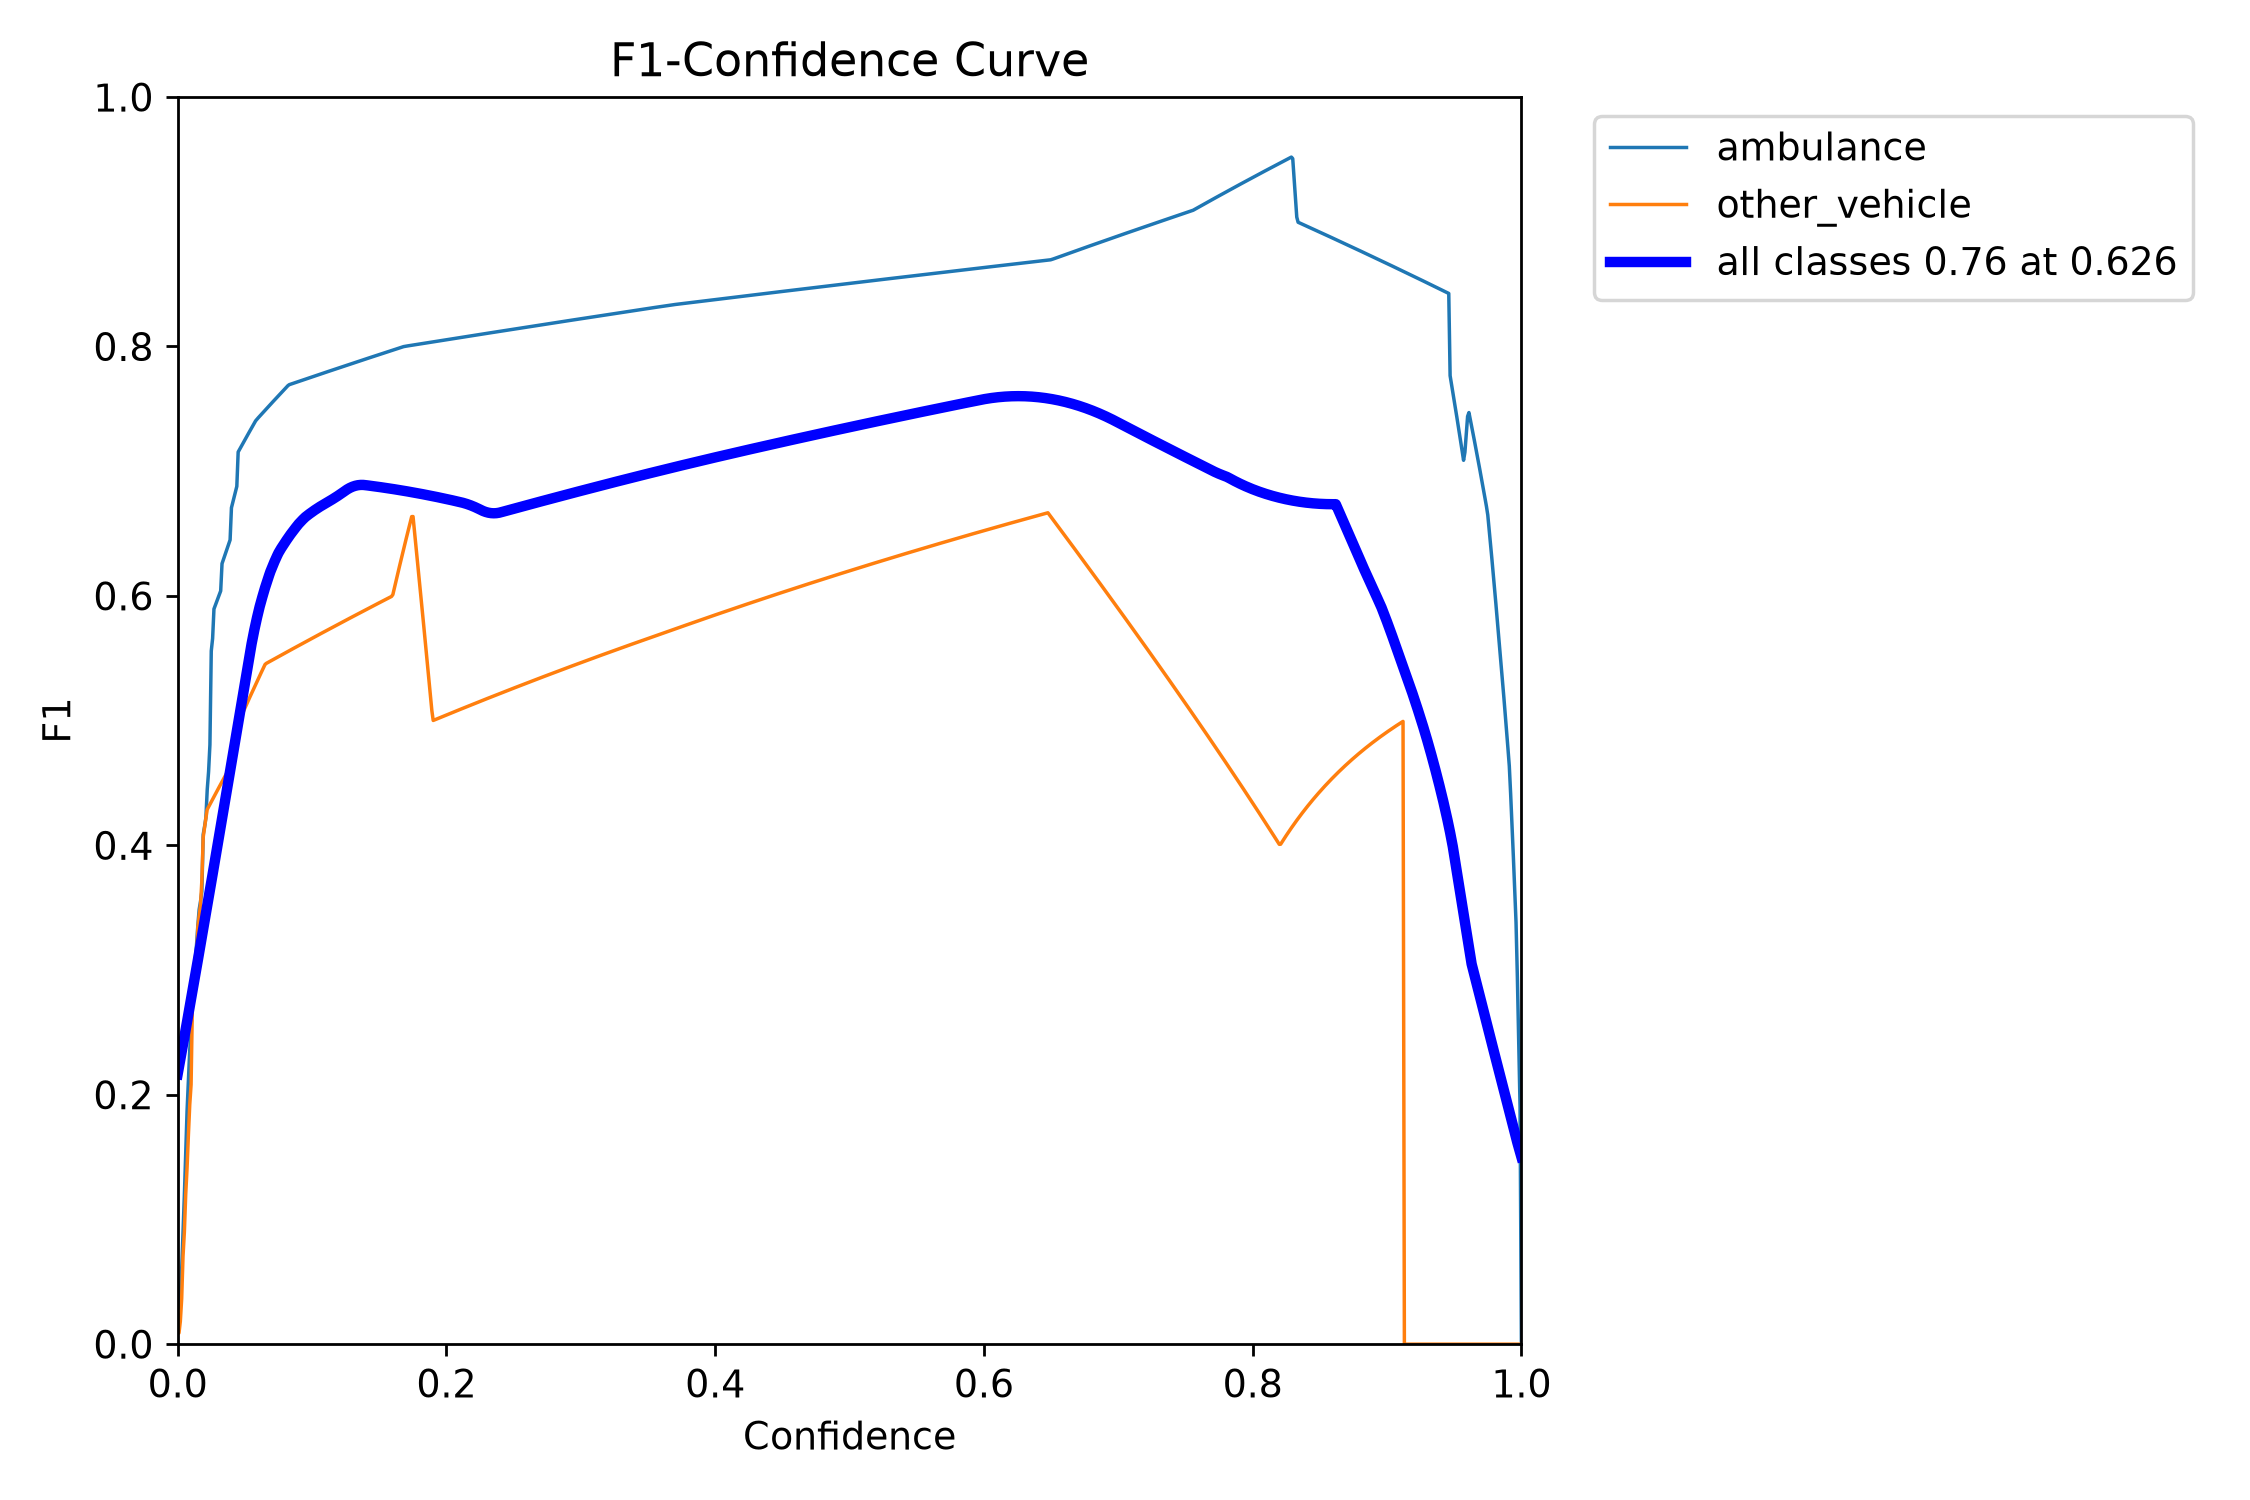 F1-Confidence Curve
1.0
0.8
0.6
0.4
0.2
0.0
F1
0.0 0.2 0.4 0.6 0.8 1.0
Confidence
ambulance
other_vehicle
all classes 0.76 at 0.626